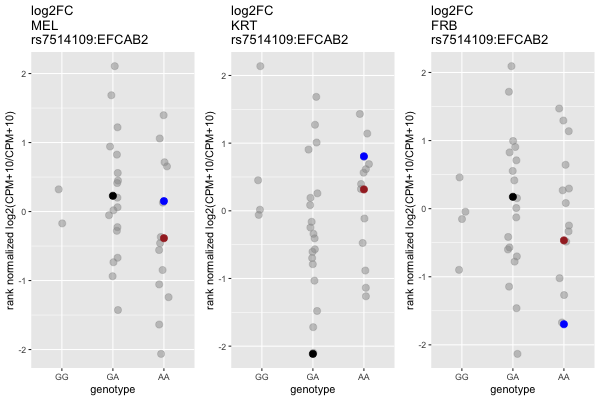 log2FC
MEL
rs7514109:EFCAB2
rank normalized log2(CPM+10/CPM+10)
2
1
0
-1
-2
GG
GA
AA
genotype
log2FC
KRT
rs7514109:EFCAB2
rank normalized log2(CPM+10/CPM+10)
2
1
0
-1
-2
GG
GA
AA
genotype
log2FC
FRB
rs7514109:EFCAB2
rank normalized log2(CPM+10/CPM+10)
2
1
0
-1
-2
GG
GA
AA
genotype